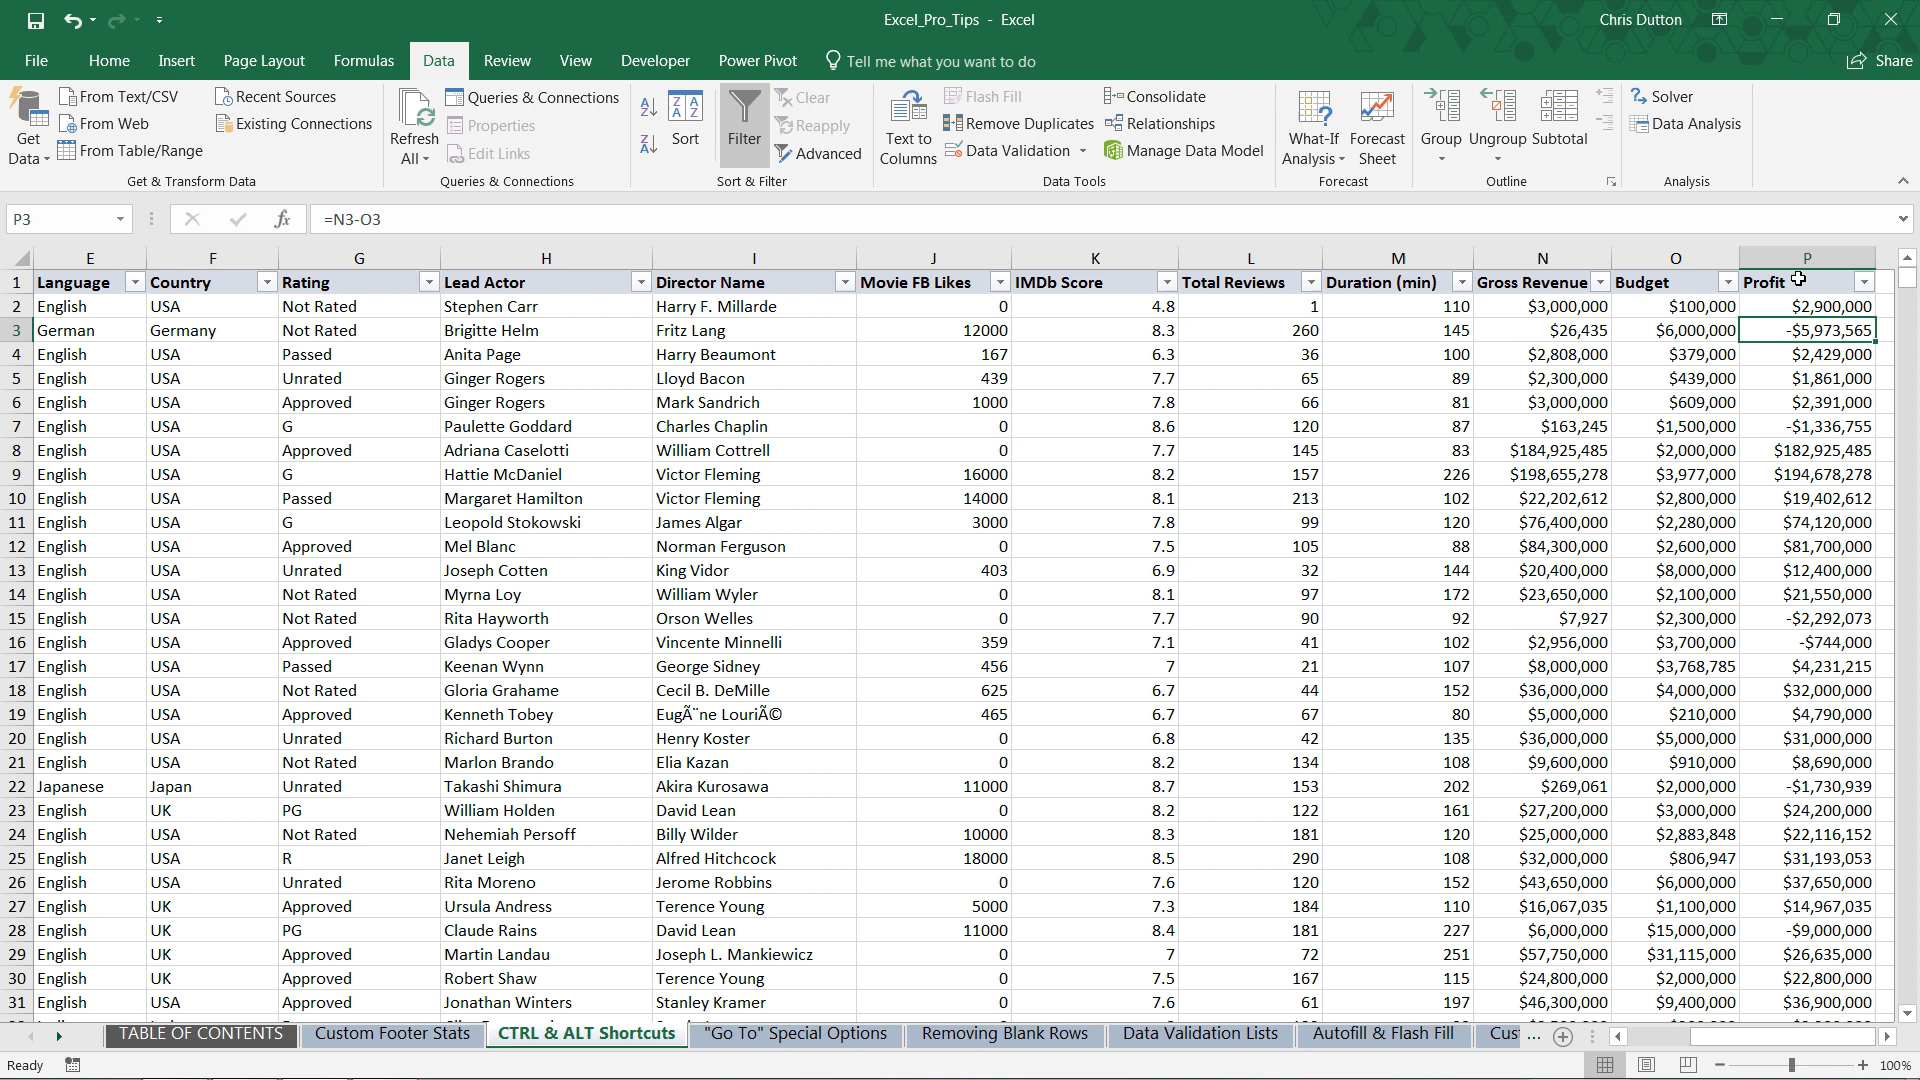 Excel_Pro_Tips - Excel
Chris Dutton
File Home Insert Page Layout Formulas Data Review View Developer Power Pivot Tell me what you want to do Share
Get Data
From Text/CSV
From Web
From Table/Range
Recent Sources
Existing Connections
Get & Transform Data
Refresh All
Queries & Connections
Properties
Edit Links
Queries & Connections
Sort
Filter
Clear
Reapply
Advanced
Sort & Filter
Text to Columns
Flash Fill
Remove Duplicates
Data Validation
Consolidate
Relationships
Manage Data Model
Data Tools
What-If Analysis
Forecast Sheet
Forecast
Group
Ungroup
Subtotal
Outline
Solver
Data Analysis
Analysis
P3 fx =N3-O3
E F G H I J K L M N O P
1 Language Country Rating Lead Actor Director Name Movie FB Likes IMDb Score Total Reviews Duration (min) Gross Revenue Budget Profit
2 English USA Not Rated Stephen Carr Harry F. Millarde 0 4.8 1 110 $3,000,000 $100,000 $2,900,000
3 German Germany Not Rated Brigitte Helm Fritz Lang 12000 8.3 260 145 $26,435 $6,000,000 -$5,973,565
4 English USA Passed Anita Page Harry Beaumont 167 6.3 36 100 $2,808,000 $379,000 $2,429,000
5 English USA Unrated Ginger Rogers Lloyd Bacon 439 7.7 65 89 $2,300,000 $439,000 $1,861,000
6 English USA Approved Ginger Rogers Mark Sandrich 1000 7.8 66 81 $3,000,000 $609,000 $2,391,000
7 English USA G Paulette Goddard Charles Chaplin 0 8.6 120 87 $163,245 $1,500,000 -$1,336,755
8 English USA Approved Adriana Caselotti William Cottrell 0 7.7 145 83 $184,925,485 $2,000,000 $182,925,485
9 English USA G Hattie McDaniel Victor Fleming 16000 8.2 157 226 $198,655,278 $3,977,000 $194,678,278
10 English USA Passed Margaret Hamilton Victor Fleming 14000 8.1 213 102 $22,202,612 $2,800,000 $19,402,612
11 English USA G Leopold Stokowski James Algar 3000 7.8 99 120 $76,400,000 $2,280,000 $74,120,000
12 English USA Approved Mel Blanc Norman Ferguson 0 7.5 105 88 $84,300,000 $2,600,000 $81,700,000
13 English USA Unrated Joseph Cotten King Vidor 403 6.9 32 144 $20,400,000 $8,000,000 $12,400,000
14 English USA Not Rated Myrna Loy William Wyler 0 8.1 97 172 $23,650,000 $2,100,000 $21,550,000
15 English USA Not Rated Rita Hayworth Orson Welles 0 7.7 90 92 $7,927 $2,300,000 -$2,292,073
16 English USA Approved Gladys Cooper Vincente Minnelli 359 7.1 41 102 $2,956,000 $3,700,000 -$744,000
17 English USA Passed Keenan Wynn George Sidney 456 7 21 107 $8,000,000 $3,768,785 $4,231,215
18 English USA Not Rated Gloria Grahame Cecil B. DeMille 625 6.7 44 152 $36,000,000 $4,000,000 $32,000,000
19 English USA Approved Kenneth Tobey EugÃ¨ne LouriÃ© 465 6.7 67 80 $5,000,000 $210,000 $4,790,000
20 English USA Unrated Richard Burton Henry Koster 0 6.8 42 135 $36,000,000 $5,000,000 $31,000,000
21 English USA Not Rated Marlon Brando Elia Kazan 0 8.2 134 108 $9,600,000 $910,000 $8,690,000
22 Japanese Japan Unrated Takashi Shimura Akira Kurosawa 11000 8.7 153 202 $269,061 $2,000,000 -$1,730,939
23 English UK PG William Holden David Lean 0 8.2 122 161 $27,200,000 $3,000,000 $24,200,000
24 English USA Not Rated Nehemiah Persoff Billy Wilder 10000 8.3 181 120 $25,000,000 $2,883,848 $22,116,152
25 English USA R Janet Leigh Alfred Hitchcock 18000 8.5 290 108 $32,000,000 $806,947 $31,193,053
26 English USA Unrated Rita Moreno Jerome Robbins 0 7.6 120 152 $43,650,000 $6,000,000 $37,650,000
27 English UK Approved Ursula Andress Terence Young 5000 7.3 184 110 $16,067,035 $1,100,000 $14,967,035
28 English UK PG Claude Rains David Lean 11000 8.4 181 227 $6,000,000 $15,000,000 -$9,000,000
29 English UK Approved Martin Landau Joseph L. Mankiewicz 0 7 72 251 $57,750,000 $31,115,000 $26,635,000
30 English UK Approved Robert Shaw Terence Young 0 7.5 167 115 $24,800,000 $2,000,000 $22,800,000
31 English USA Approved Jonathan Winters Stanley Kramer 0 7.6 61 197 $46,300,000 $9,400,000 $36,900,000
TABLE OF CONTENTS Custom Footer Stats CTRL & ALT Shortcuts "Go To" Special Options Removing Blank Rows Data Validation Lists Autofill & Flash Fill Cus ...
Ready 100%